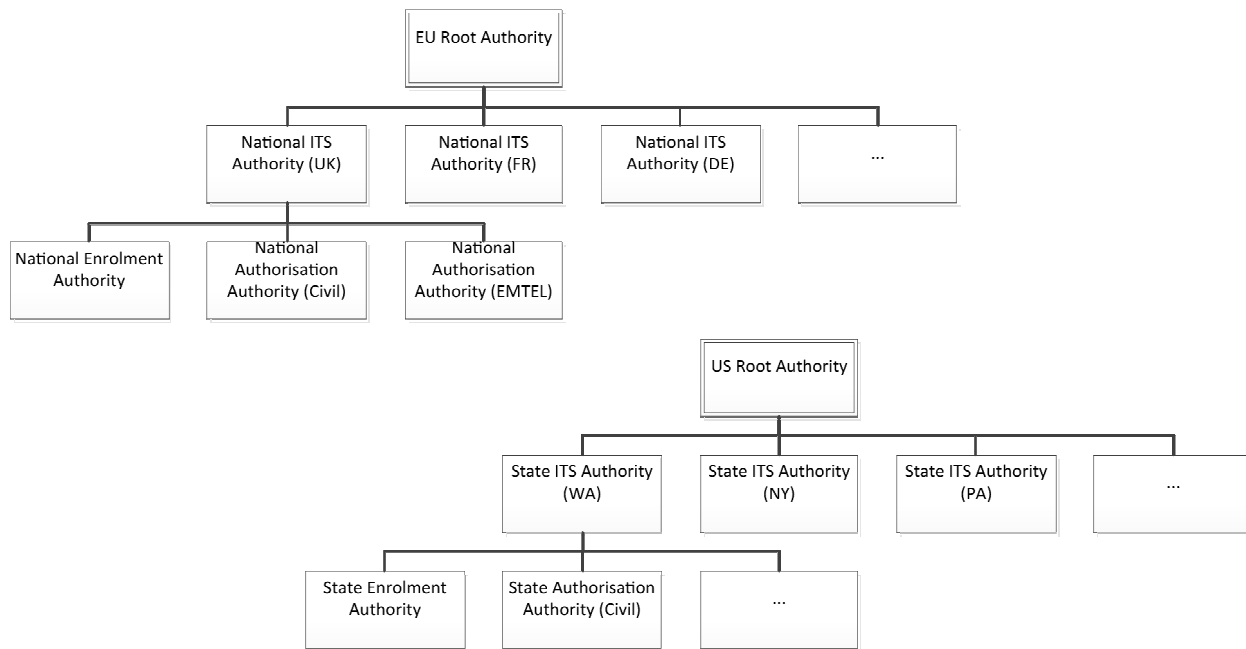 EU Root Authority
National ITS
Authority (UK)
National ITS
Authority (FR)
National ITS
Authority (DE)
...
National Enrolment
Authority
National
Authorisation
Authority (Civil)
National
Authorisation
Authority (EMTEL)
US Root Authority
State ITS Authority
(WA)
State ITS Authority
(NY)
State ITS Authority
(PA)
...
State Enrolment
Authority
State Authorisation
Authority (Civil)
...